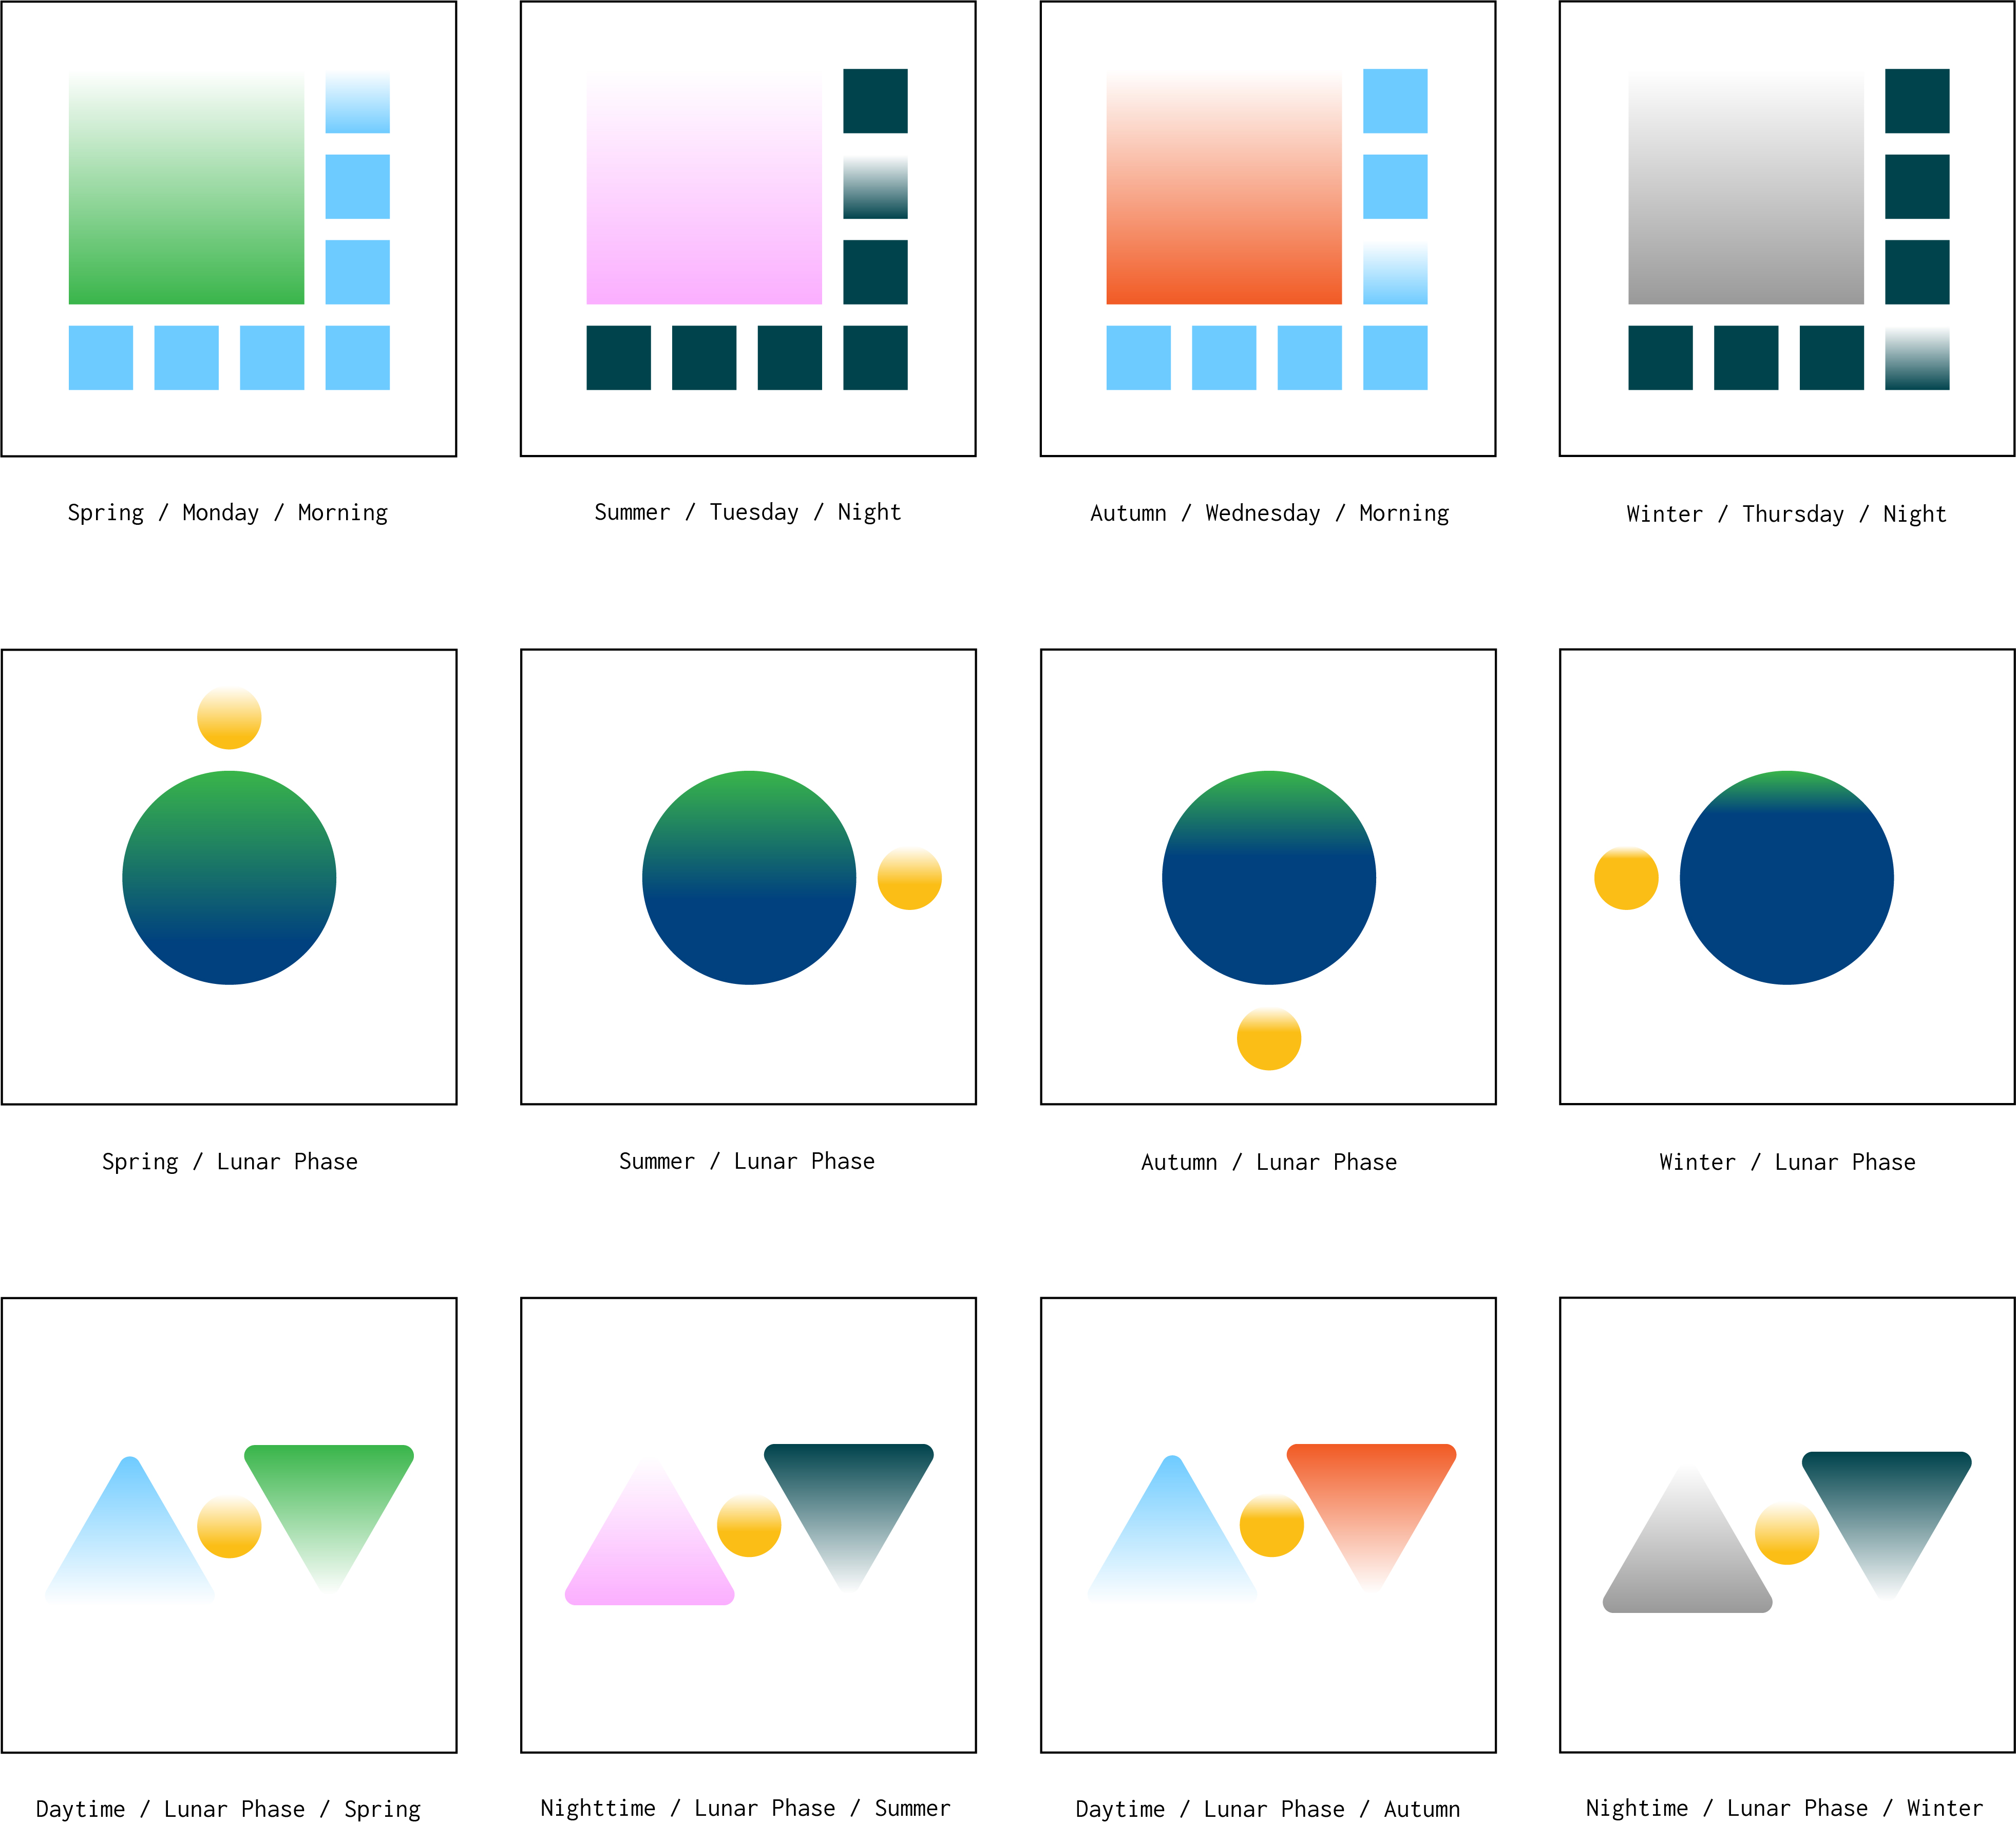 Spring / Monday / Morning
Summer / Tuesday / Night
Autumn / Wednesday / Morning
Winter / Thursday / Night
Spring / Lunar Phase
Summer / Lunar Phase
Autumn / Lunar Phase
Winter / Lunar Phase
Daytime / Lunar Phase / Spring
Nighttime / Lunar Phase / Summer
Daytime / Lunar Phase / Autumn
Nightime / Lunar Phase / Winter